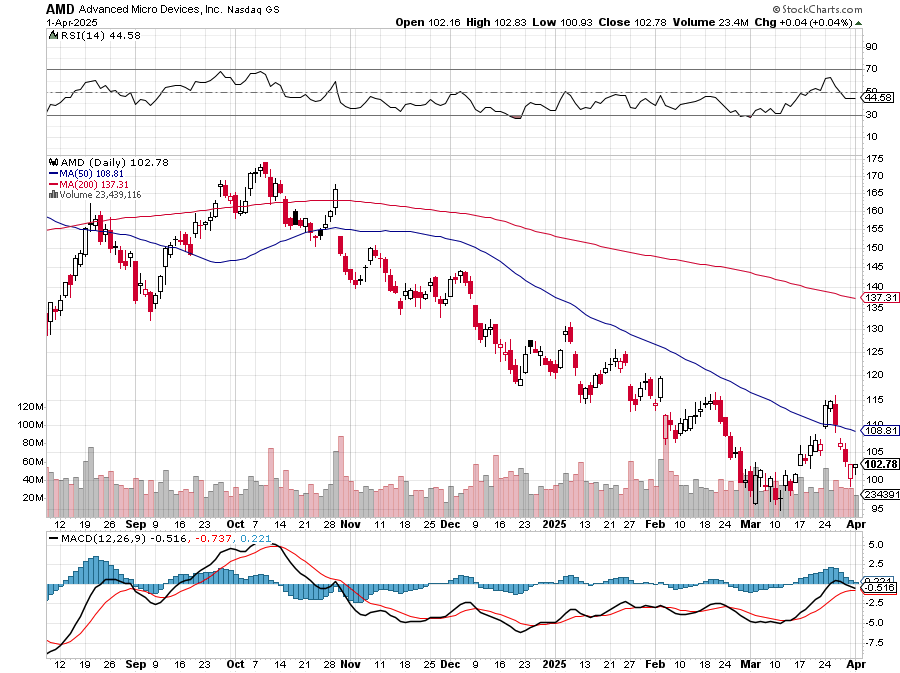 AMD Advanced Micro Devices, Inc. Nasdaq GS © StockCharts.com
1-Apr-2025 Open 102.16 High 102.83 Low 100.93 Close 102.78 Volume 23.4M Chg +0.04 (+0.04%)
RSI(14) 44.58
90
70
50
44.58
30
10
AMD (Daily) 102.78
MA(50) 108.81
MA(200) 137.31
Volume 23,439,116
175
170
165
160
155
150
145
140
137.31
135
130
125
120
115
110
108.81
105
102.78
100
234391
95
120M
100M
80M
60M
40M
20M
12 19 26 Sep 9 16 23 Oct 7 14 21 28 Nov 11 18 25 Dec 9 16 23 2025 13 21 27 Feb 10 18 24 Mar 10 17 24 Apr
MACD(12,26,9) -0.516, -0.737, 0.221
5.0
2.5
0.221
-0.516
-2.5
-5.0
-7.5
12 19 26 Sep 9 16 23 Oct 7 14 21 28 Nov 11 18 25 Dec 9 16 23 2025 13 21 27 Feb 10 18 24 Mar 10 17 24 Apr